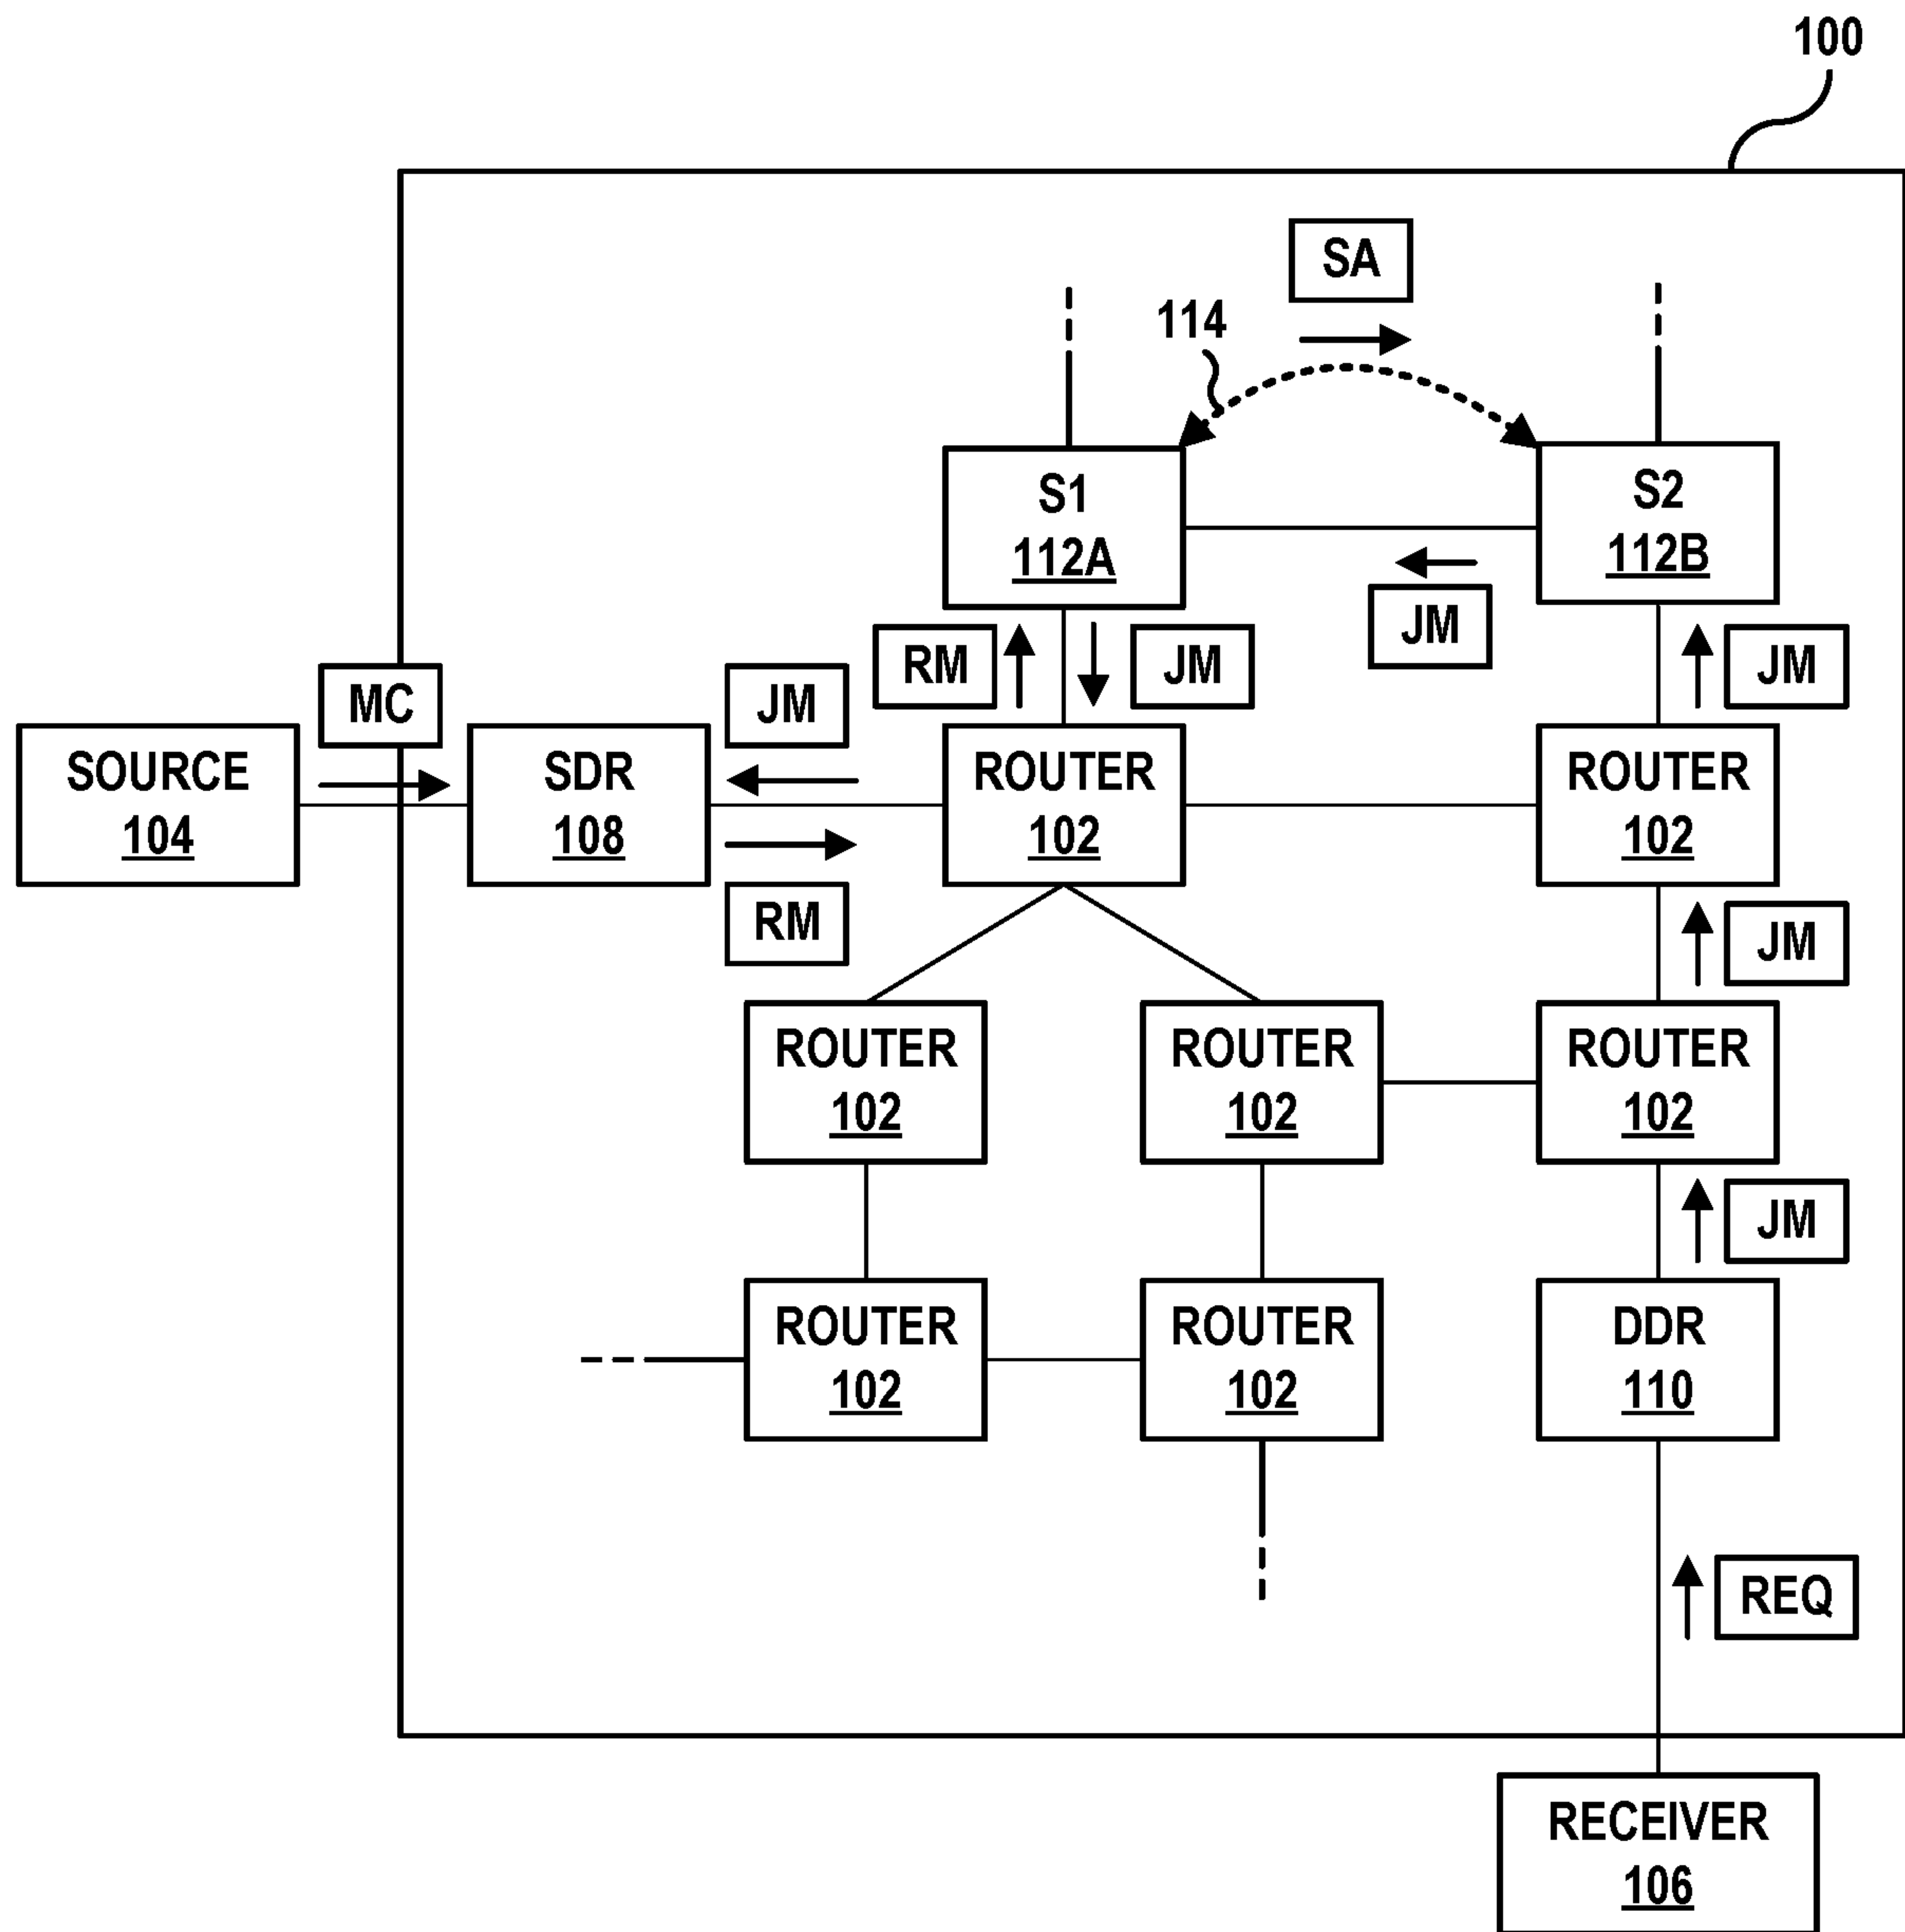 100
SA
114
S1
112A
S2
112B
JM
RM
JM
JM
MC
JM
SOURCE
104
SDR
108
ROUTER
102
ROUTER
102
RM
JM
ROUTER
102
ROUTER
102
ROUTER
102
JM
ROUTER
102
ROUTER
102
DDR
110
REQ
RECEIVER
106